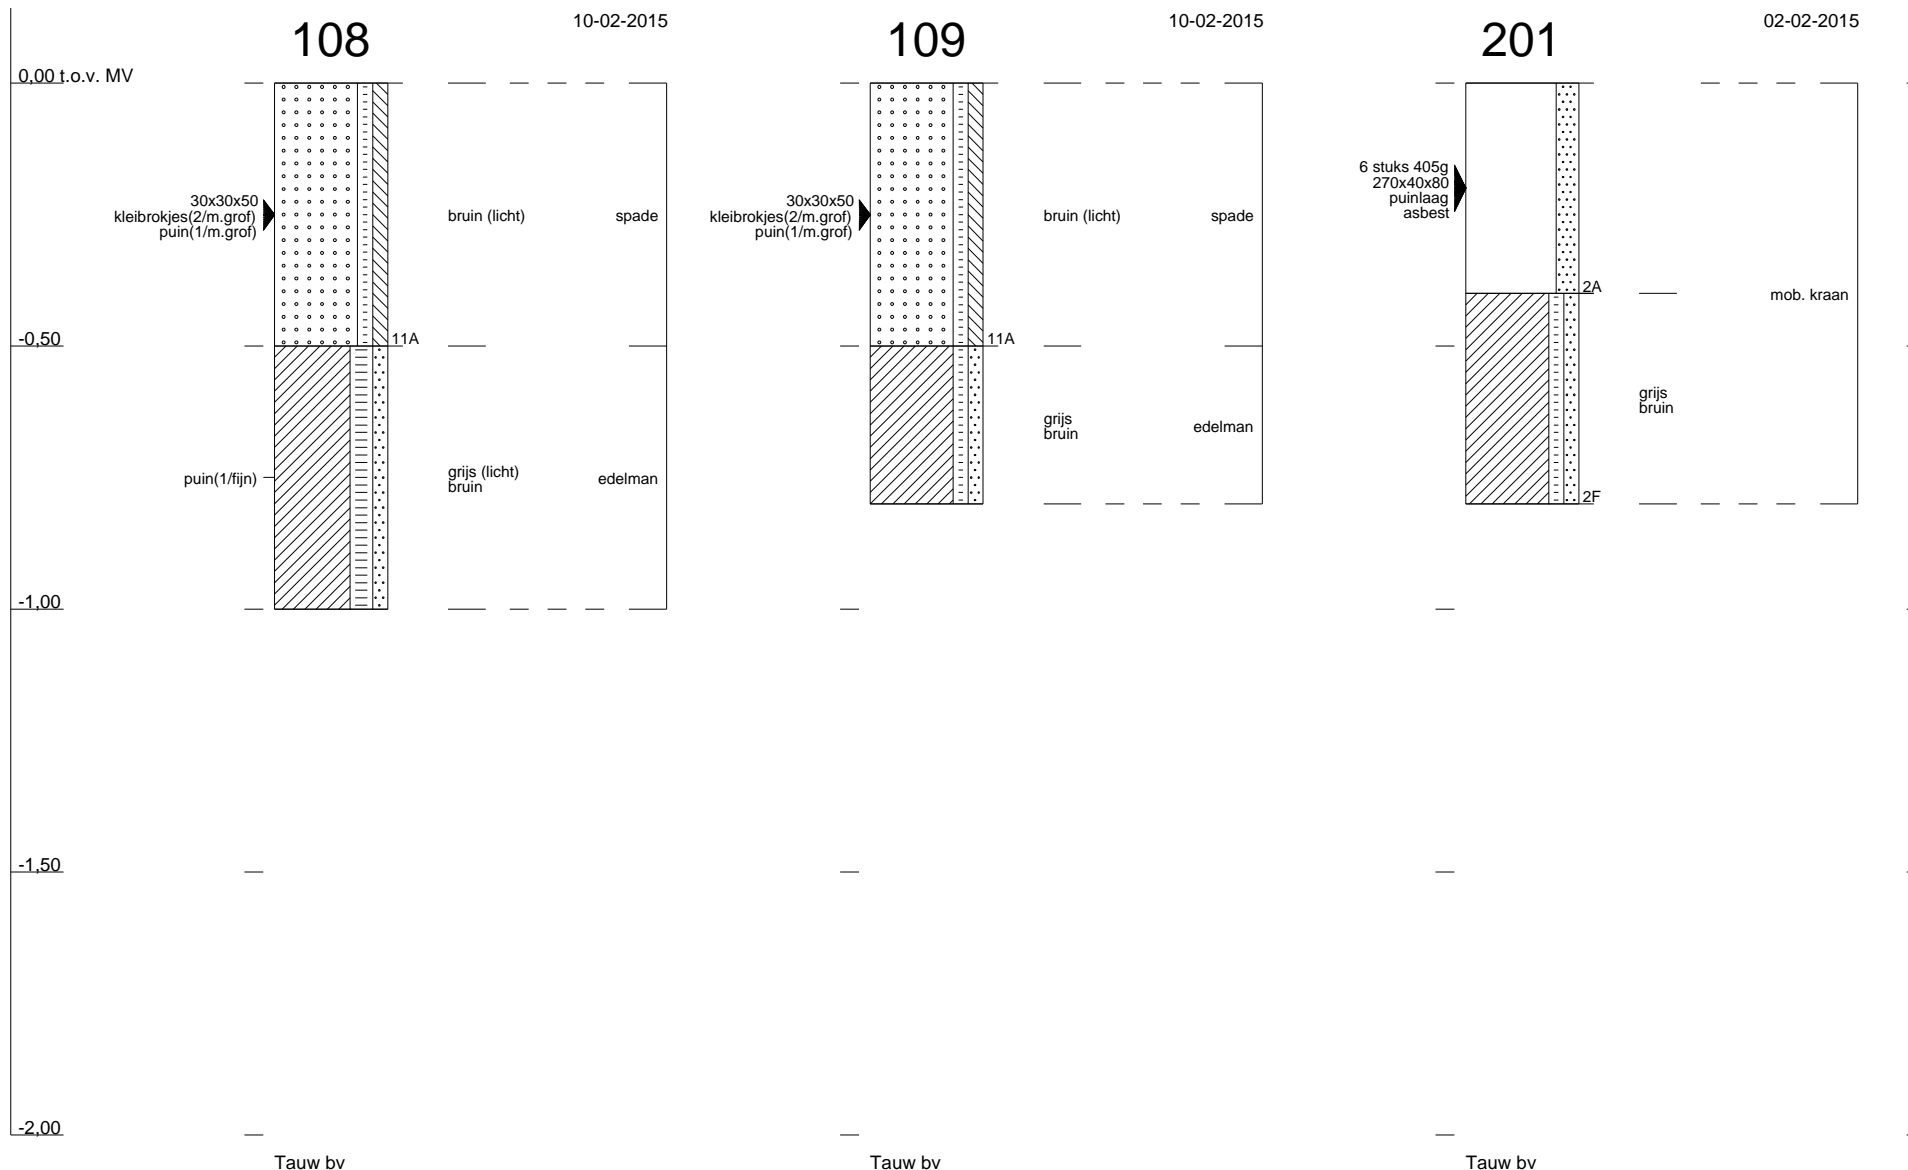 108
10-02-2015
109
10-02-2015
201
02-02-2015
0,00 t.o.v. MV
-0,50
-1,00
-1,50
-2,00
30x30x50
kleibrokjes(2/m.grof)
puin(1/m.grof)
bruin (licht)
spade
11A
puin(1/fijn)
grijs (licht)
bruin
edelman
Tauw bv
30x30x50
kleibrokjes(2/m.grof)
puin(1/m.grof)
bruin (licht)
spade
11A
grijs
bruin
edelman
Tauw bv
6 stuks 405g
270x40x80
puinlaag
asbest
2A
mob. kraan
grijs
bruin
2F
Tauw bv